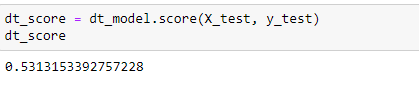 dt_score = dt_model.score(X_test, y_test)
dt_score
0.5313153392757228